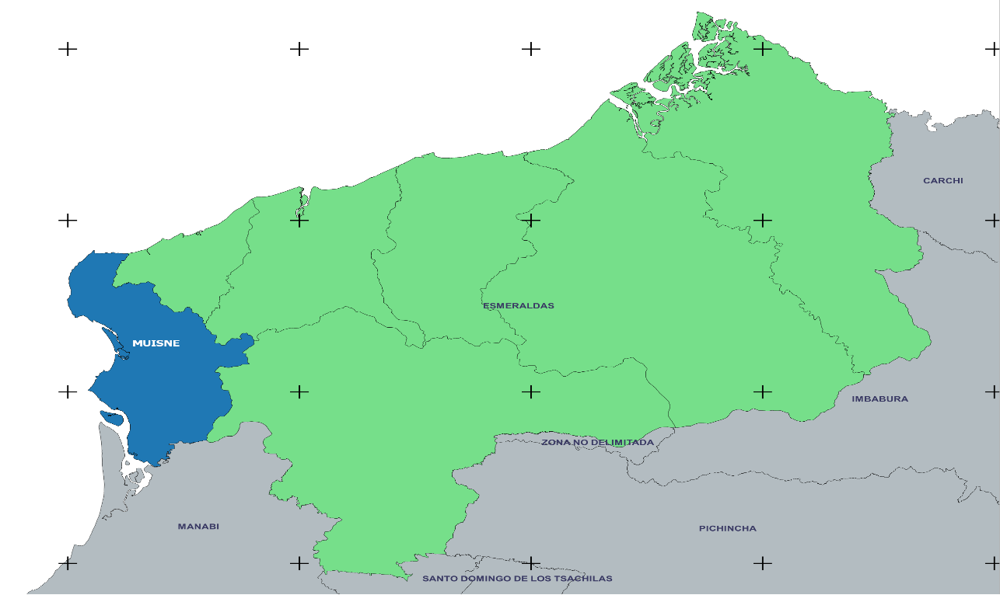 CARCHI
ESMERALDAS
MUISNE
IMBABURA
ZONA NO DELIMITADA
MANABI
PICHINCHA
SANTO DOMINGO DE LOS TSACHILAS